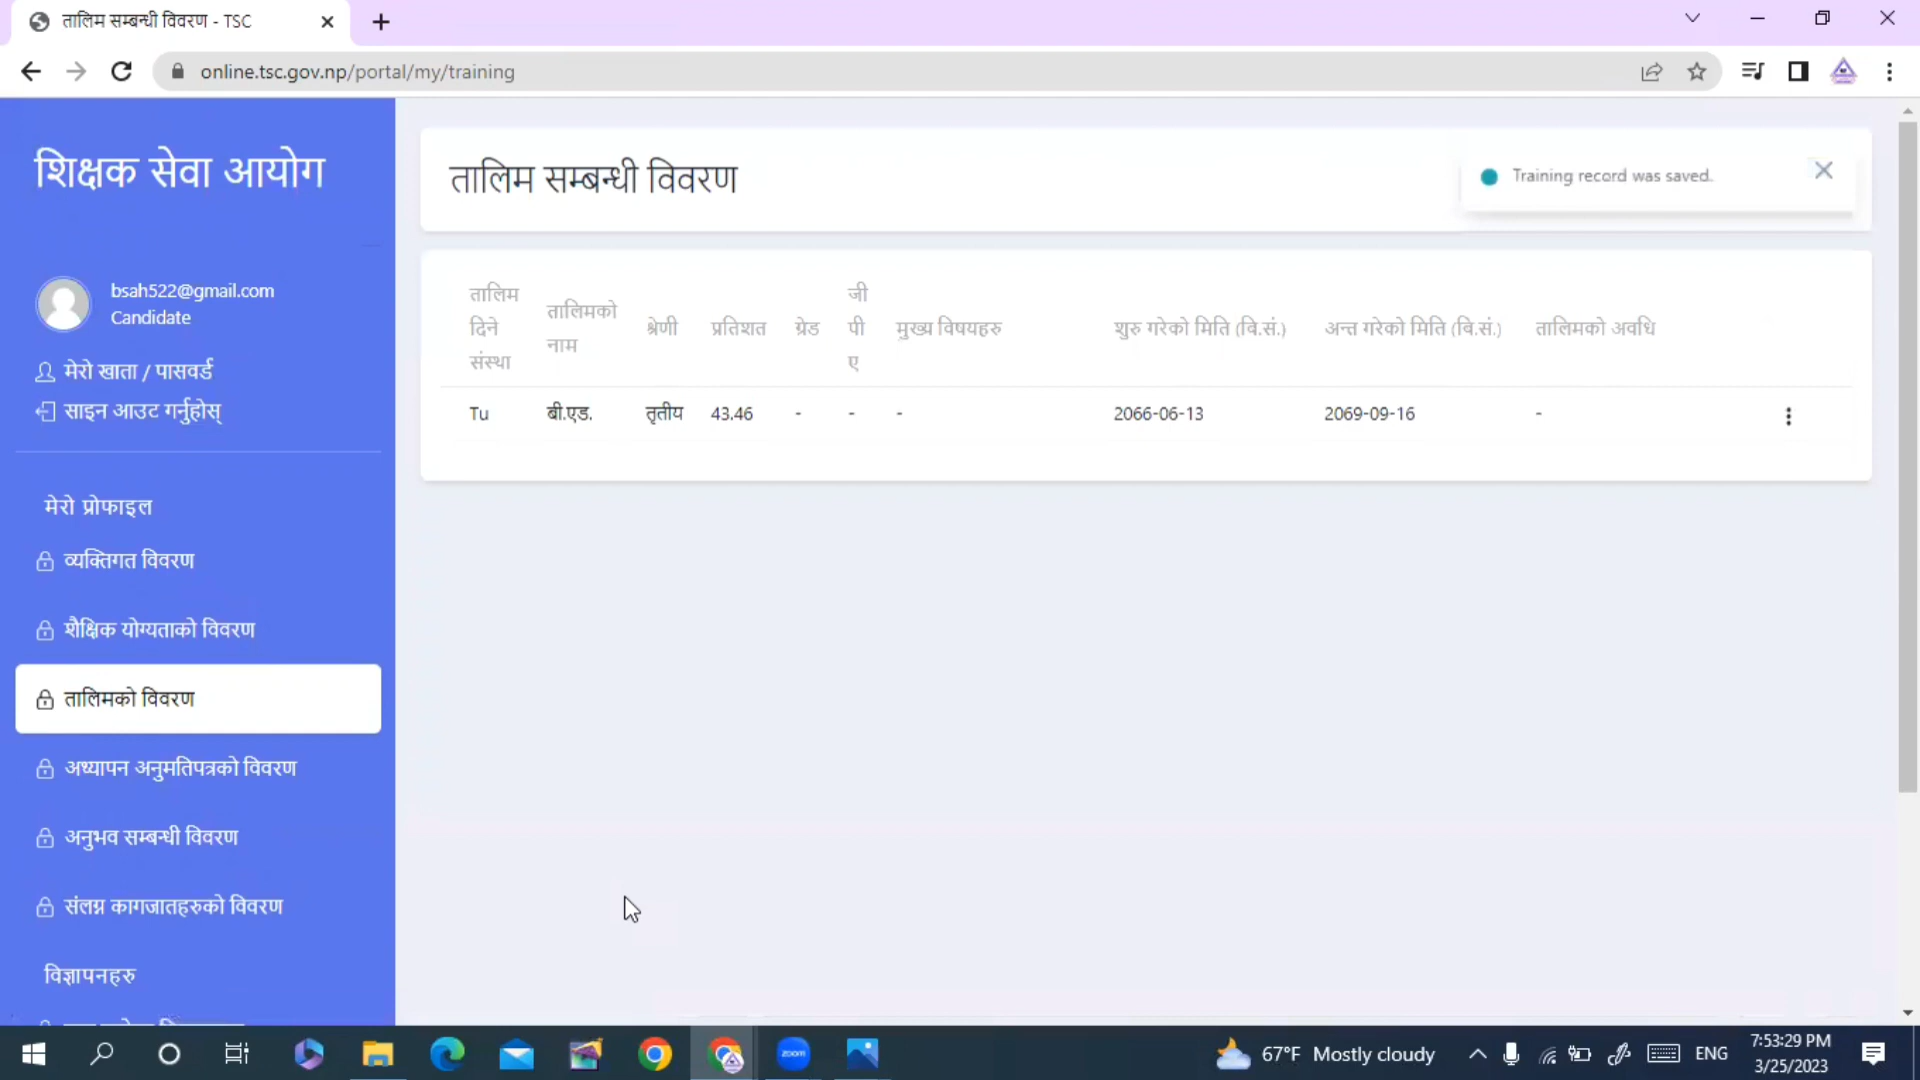 तालिम सम्बन्धी विवरण - TSC
online.tsc.gov.np/portal/my/training
शिक्षक सेवा आयोग
bsah522@gmail.com
Candidate
मेरो खाता / पासवर्ड
साइन आउट गर्नुहोस्
मेरो प्रोफाइल
व्यक्तिगत विवरण
शैक्षिक योग्यताको विवरण
तालिमको विवरण
अध्यापन अनुमतिपत्रको विवरण
अनुभव सम्बन्धी विवरण
संलग्न कागजातहरुको विवरण
विज्ञापनहरु
तालिम सम्बन्धी विवरण
Training record was saved.
तालिम दिने संस्था तालिमको नाम श्रेणी प्रतिशत ग्रेड जी पी ए मुख्य विषयहरु शुरु गरेको मिति (बि.सं.) अन्त गरेको मिति (बि.सं.) तालिमको अवधि
Tu बी.एड. तृतीय 43.46 - - - 2066-06-13 2069-09-16 -
zoom
67°F Mostly cloudy
ENG
7:53:29 PM
3/25/2023